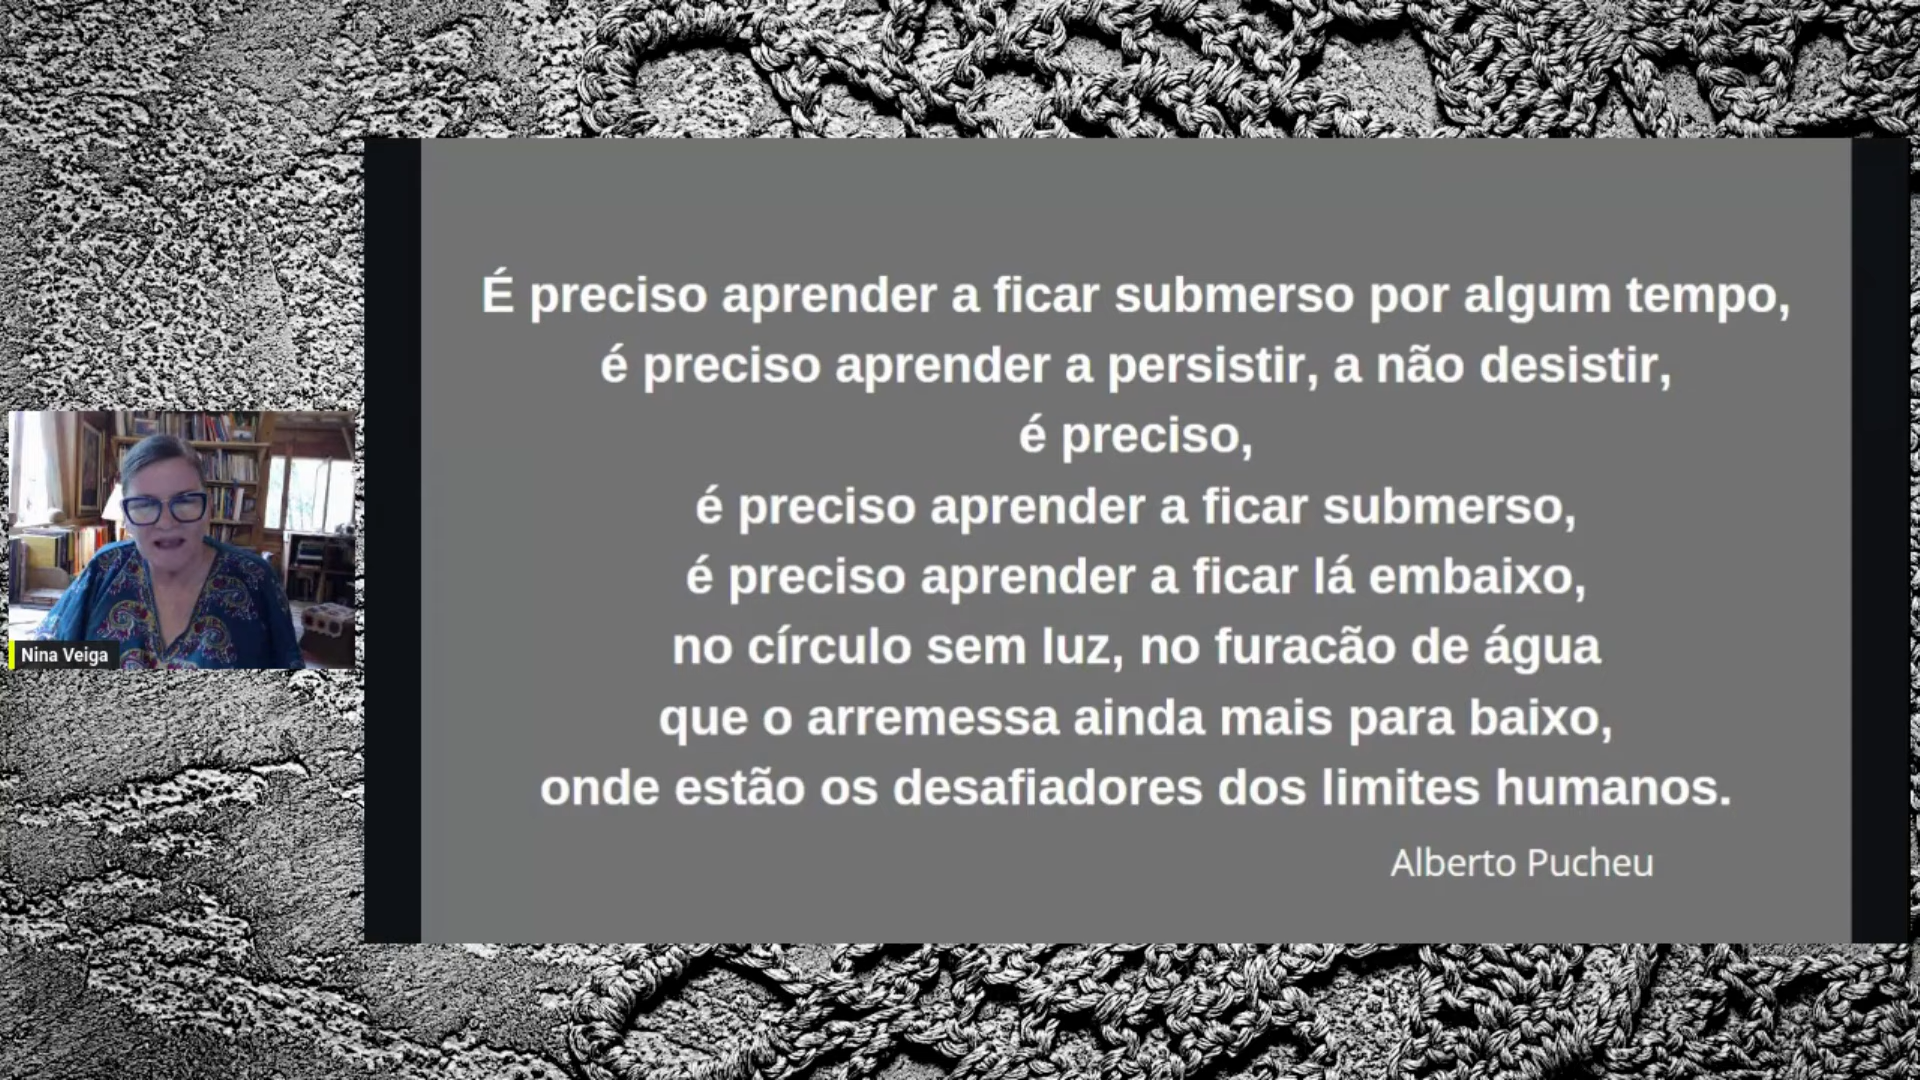 É preciso aprender a ficar submerso por algum tempo,
é preciso aprender a persistir, a não desistir,
é preciso,
é preciso aprender a ficar submerso,
é preciso aprender a ficar lá embaixo,
no círculo sem luz, no furacão de água
que o arremessa ainda mais para baixo,
onde estão os desafiadores dos limites humanos.
Alberto Pucheu
Nina Veiga